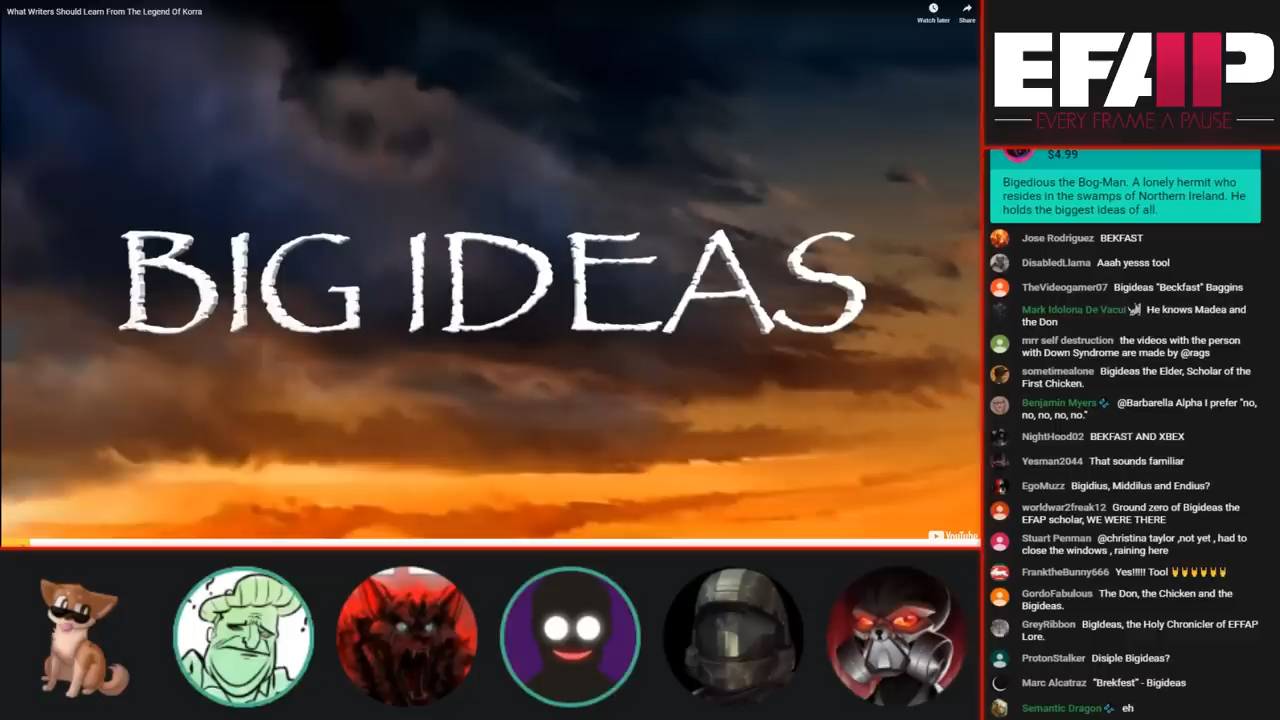 What Writers Should Learn From The Legend Of Korra
Watch later
Share
BIG IDEAS
YouTube
EFAP
EVERY FRAME A PAUSE
$4.99
Bigedious the Bog-Man. A lonely hermit who
resides in the swamps of Northern Ireland. He
holds the biggest ideas of all.
Jose Rodriguez BEKFAST
DisabledLlama Aaah yesss tool
TheVideogamer07 Bigideas "Beckfast" Baggins
Mark Idolona De Vacui He knows Madea and
the Don
mrr self destruction the videos with the person
with Down Syndrome are made by @rags
sometimealone Bigideas the Elder, Scholar of the
First Chicken.
Benjamin Myers @Barbarella Alpha I prefer "no,
no, no, no, no."
NightHood02 BEKFAST AND XBEX
Yesman2044 That sounds familiar
EgoMuzz Bigidius, Middilus and Endius?
worldwar2freak12 Ground zero of Bigideas the
EFAP scholar, WE WERE THERE
Stuart Penman @christina taylor ,not yet , had to
close the windows , raining here
FranktheBunny666 Yes!!!!! Tool 🤘🤘🤘🤘🤘🤘
GordoFabulous The Don, the Chicken and the
Bigideas.
GreyRibbon BigIdeas, the Holy Chronicler of EFFAP
Lore.
ProtonStalker Disiple Bigideas?
Marc Alcatraz "Brekfest" - Bigideas
Semantic Dragon eh